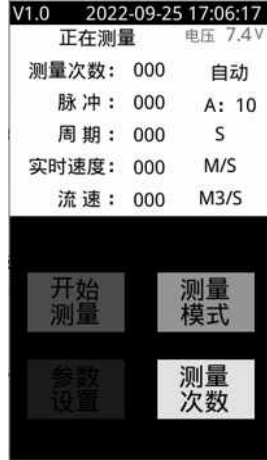 V1.0 2022-09-25 17:06:17
正在测量 电压 7.4V
测量次数： 000 自动
脉冲： 000 A: 10
周期： 000 S
实时速度： 000 M/S
流速： 000 M3/S
开始 测量
测量 模式
参数 测量
设置 次数